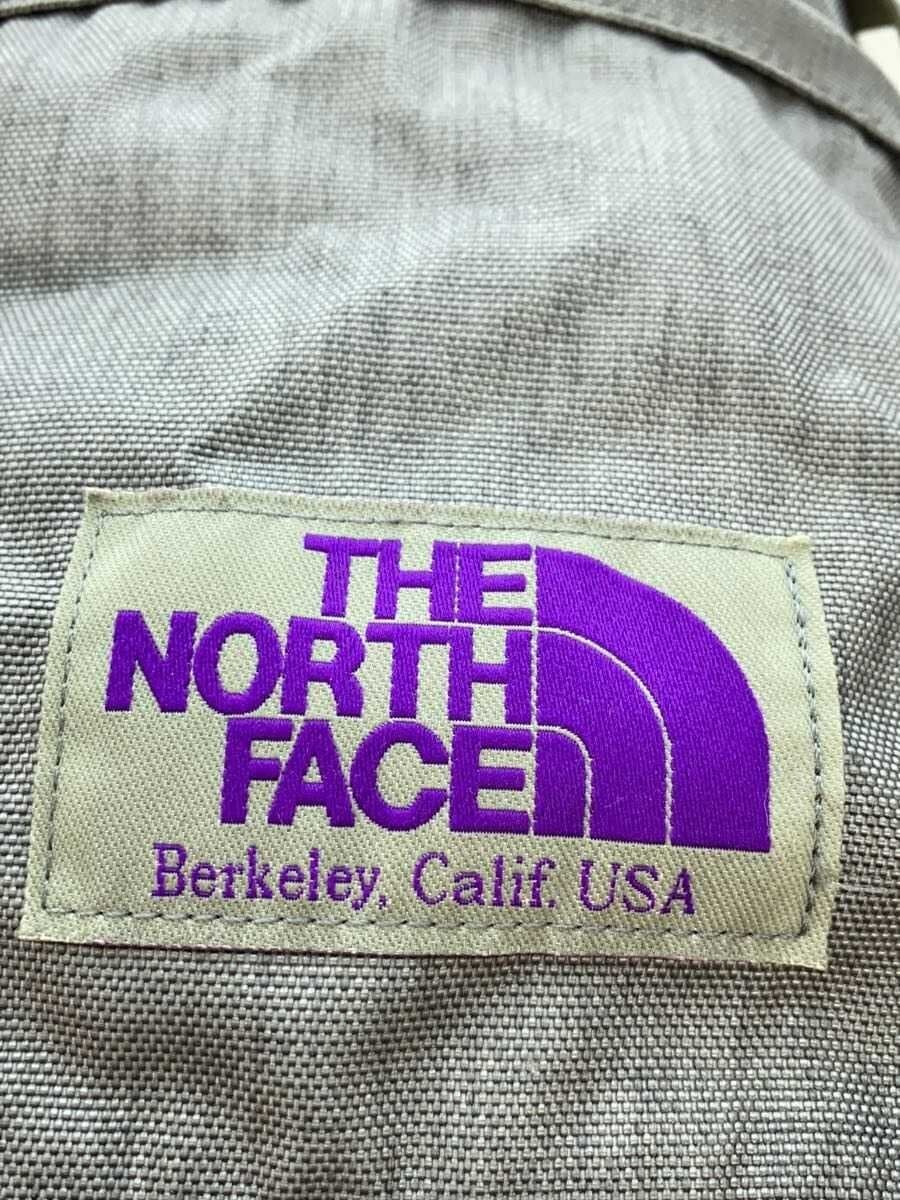 THE
NORTH
FACE
Berkeley, Calif. USA